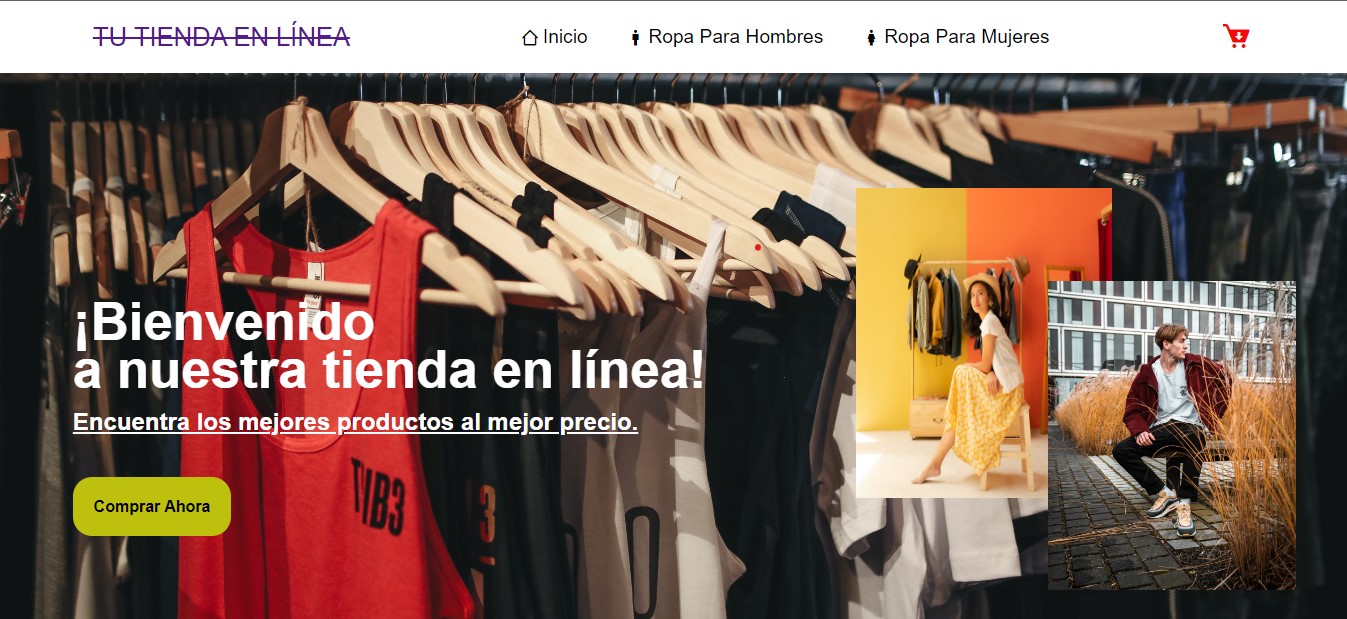 TU TIENDA EN LÍNEA
Inicio
Ropa Para Hombres
Ropa Para Mujeres
¡Bienvenido
a nuestra tienda en línea!
Encuentra los mejores productos al mejor precio.
Comprar Ahora